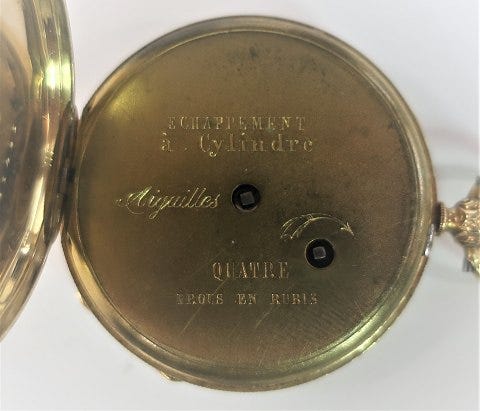 ECHAPPEMENT
à Cylindre
Aiguilles
QUATRE
TROUS EN RUBIS